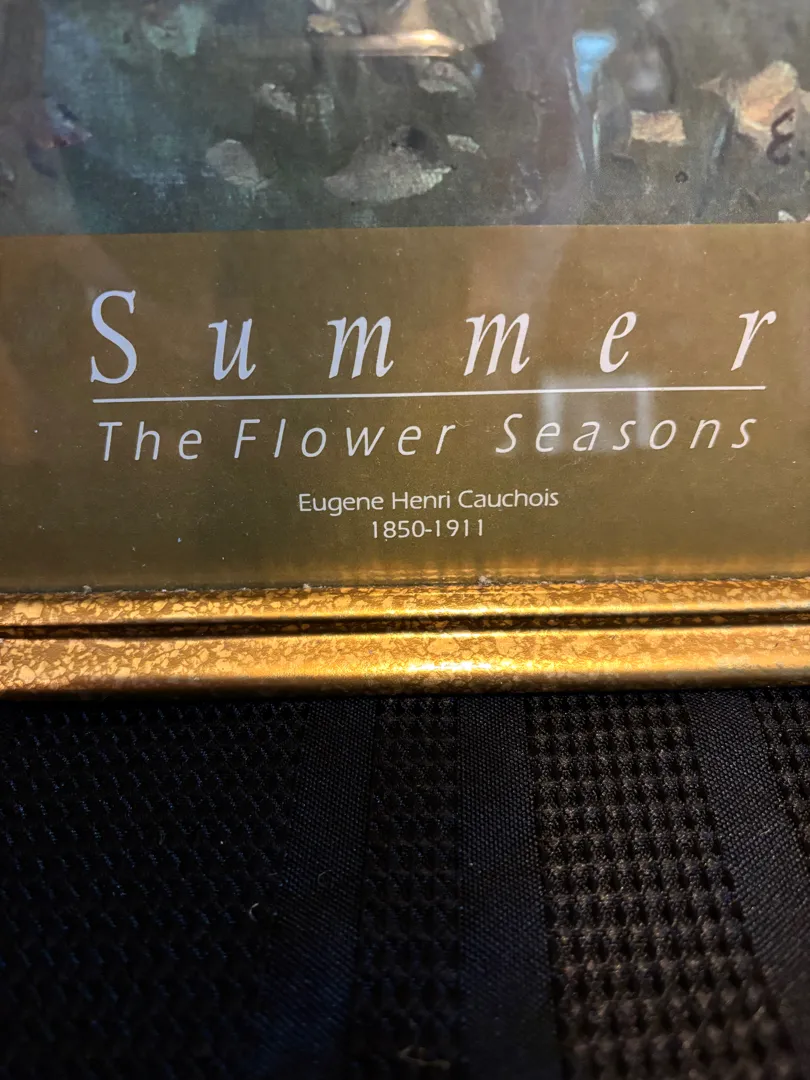 Summer
The Flower Seasons
Eugene Henri Cauchois
1850-1911